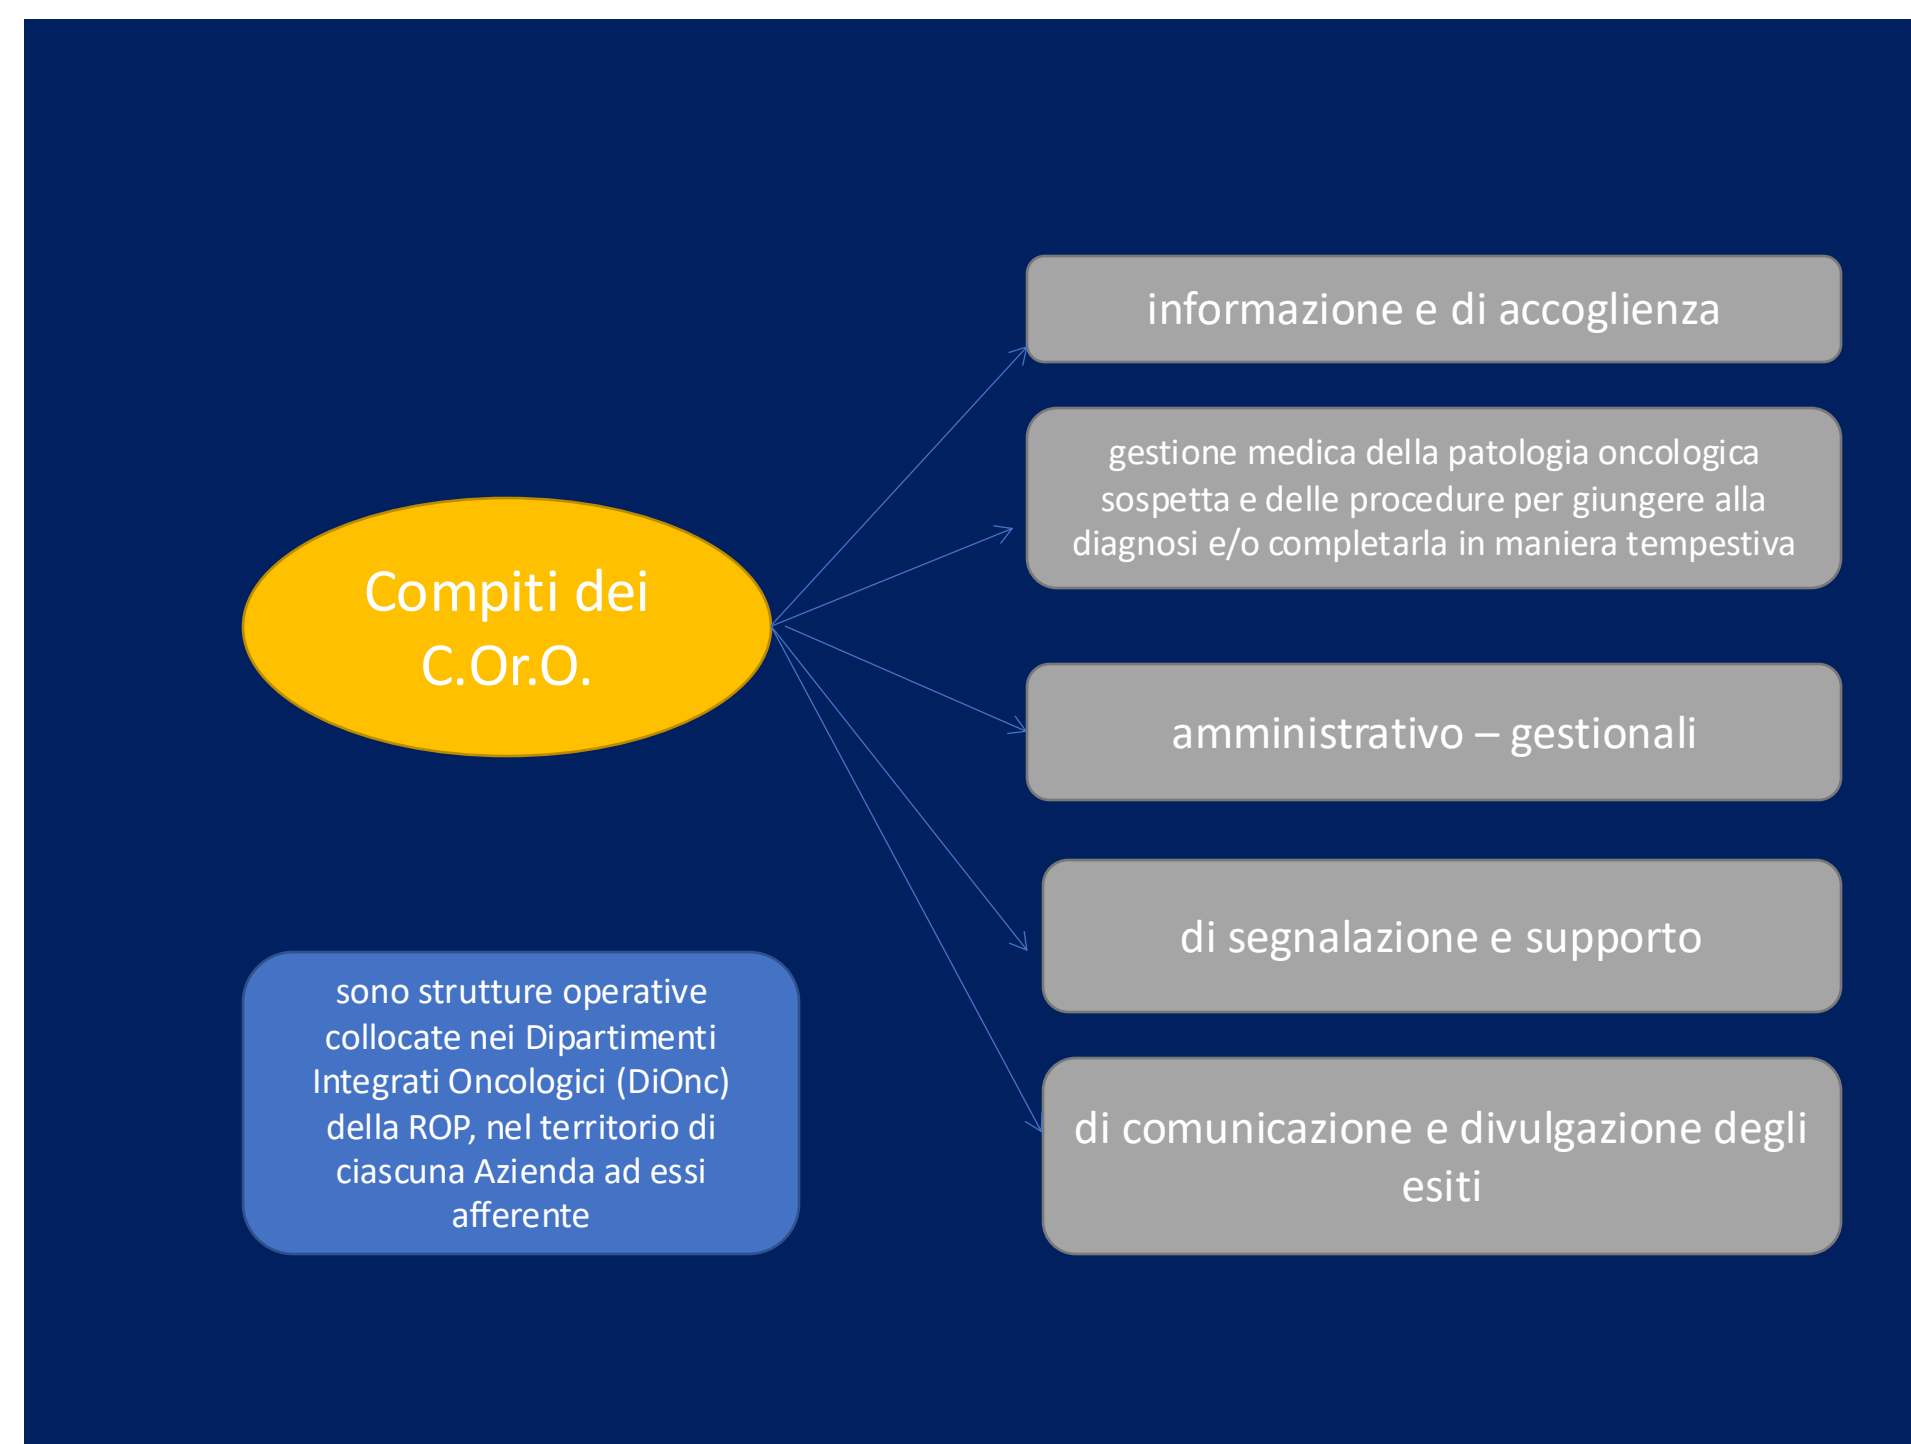 informazione e di accoglienza
gestione medica della patologia oncologica
sospetta e delle procedure per giungere alla
diagnosi e/o completarla in maniera tempestiva
Compiti dei
C.Or.O.
amministrativo – gestionali
di segnalazione e supporto
sono strutture operative
collocate nei Dipartimenti
Integrati Oncologici (DiOnc)
della ROP, nel territorio di
ciascuna Azienda ad essi
afferente
di comunicazione e divulgazione degli
esiti